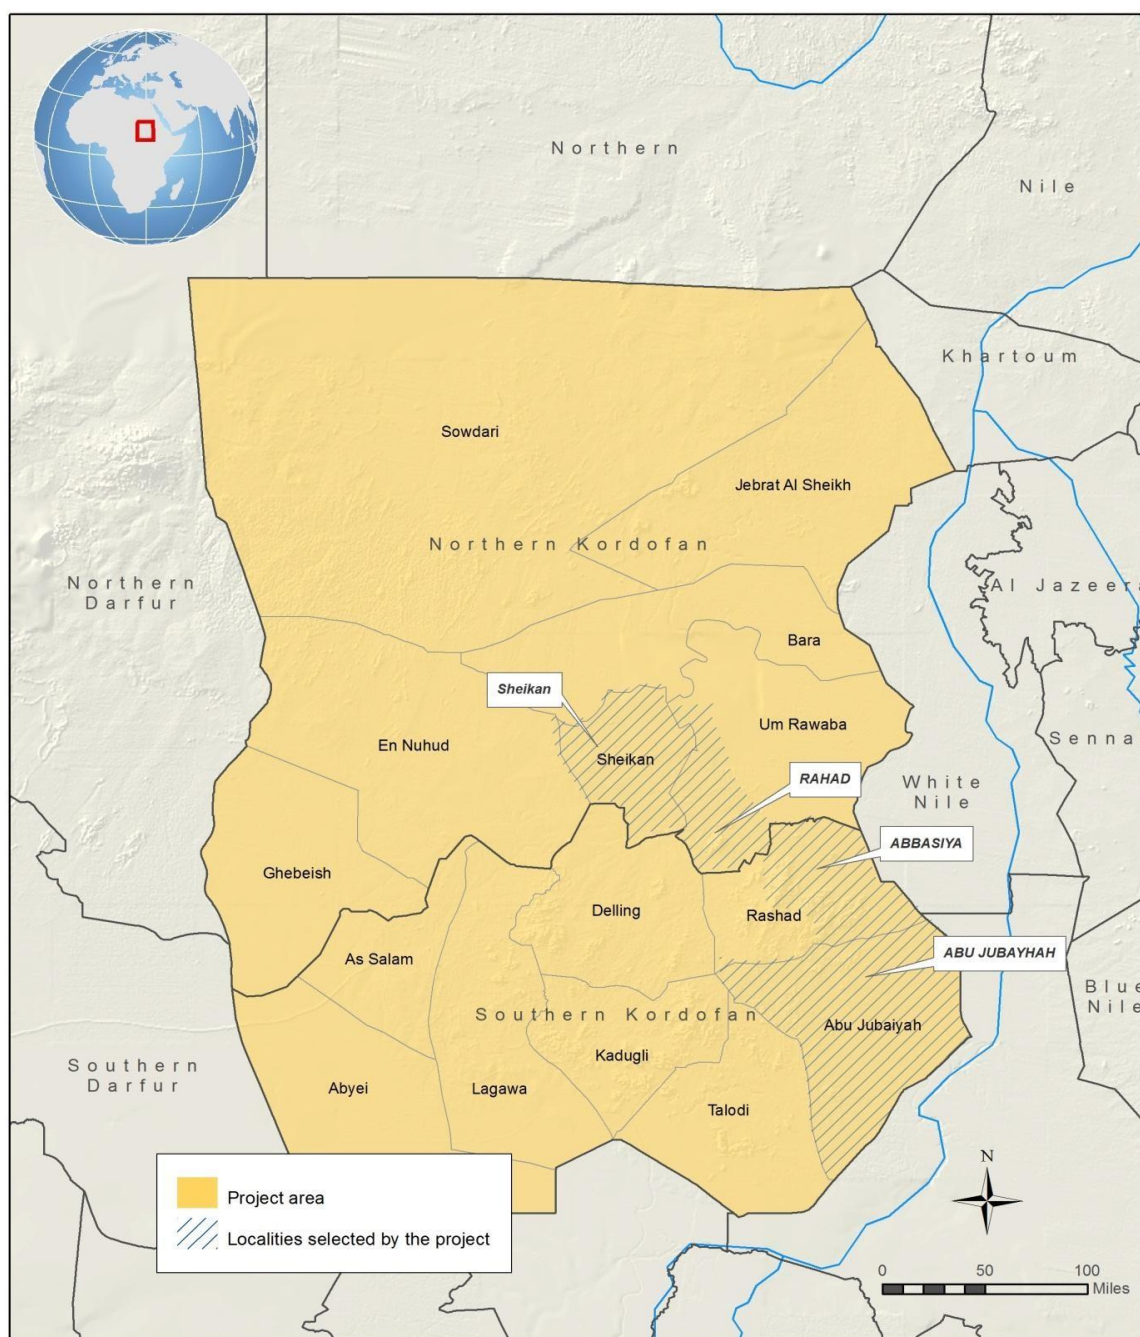 Northern
Nile
Khartoum
Sowdari
Jebrat Al Sheikh
Northern Kordofan
Northern
Darfur
Al Jazeera
Bara
Sheikan
Um Rawaba
En Nuhud
Sheikan
Senna
RAHAD
White
Nile
ABBASIYA
Ghebeish
Delling
Rashad
As Salam
ABU JUBAYHAH
Blue
Nile
Southern Kordofan
Abu Jubaiyah
Kadugli
Southern
Darfur
Abyei
Lagawa
Talodi
N
Project area
Localities selected by the project
0 50 100
Miles